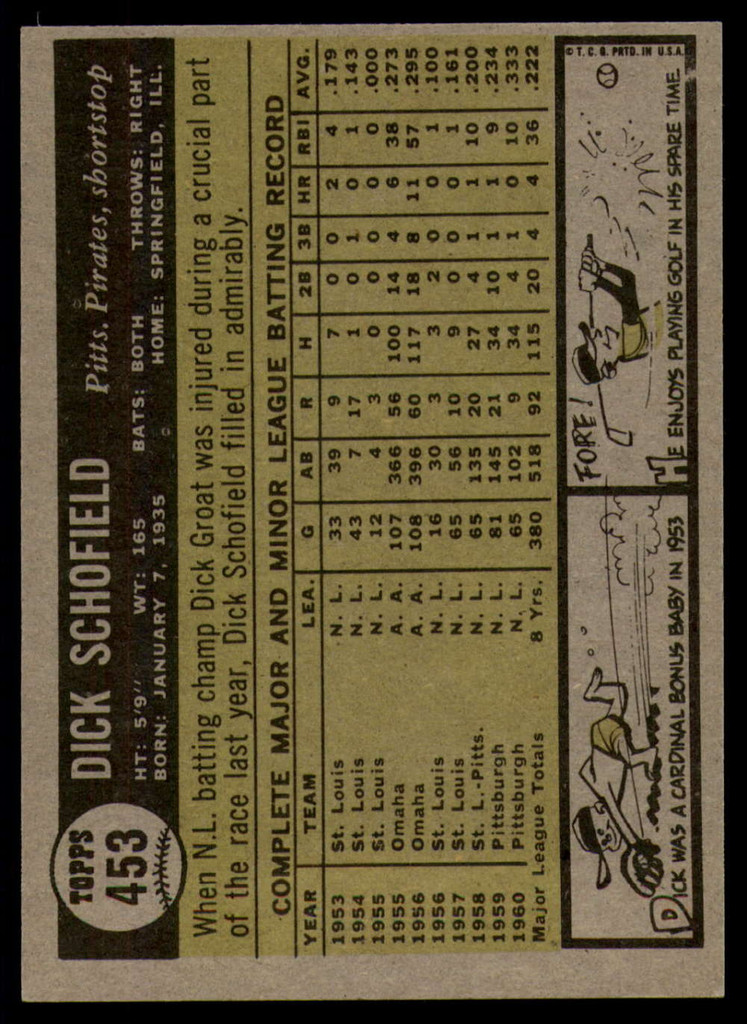 TOPPS
453
DICK SCHOFIELD Pitts. Pirates, shortstop
HT: 5'9" WT: 165 BATS: BOTH THROWS: RIGHT
BORN: JANUARY 7, 1935 HOME: SPRINGFIELD, ILL.
When N.L. batting champ Dick Groat was injured during a crucial part
of the race last year, Dick Schofield filled in admirably.
COMPLETE MAJOR AND MINOR LEAGUE BATTING RECORD
YEAR TEAM LEA. G AB R H 2B 3B HR RBI AVG.
1953 St. Louis N. L. 33 39 9 7 0 0 2 4 .179
1954 St. Louis N. L. 43 7 17 1 0 1 0 1 .143
1955 St. Louis N. L. 12 4 3 0 0 0 0 0 .000
1955 Omaha A. A. 107 366 56 100 14 4 6 38 .273
1956 Omaha A. A. 108 396 60 117 18 8 11 57 .295
1956 St. Louis N. L. 16 30 3 3 2 0 0 1 .100
1957 St. Louis N. L. 65 56 10 9 0 0 0 1 .161
1958 St. L.-Pitts. N. L. 65 135 20 27 4 1 1 10 .200
1959 Pittsburgh N. L. 81 145 21 34 10 1 1 9 .234
1960 Pittsburgh N. L. 65 102 9 34 4 1 0 10 .333
Major League Totals 8 Yrs. 380 518 92 115 20 4 4 36 .222
DICK WAS A CARDINAL BONUS BABY IN 1953
FORE!
HE ENJOYS PLAYING GOLF IN HIS SPARE TIME.
© T. C. G. PRTD. IN U.S.A.